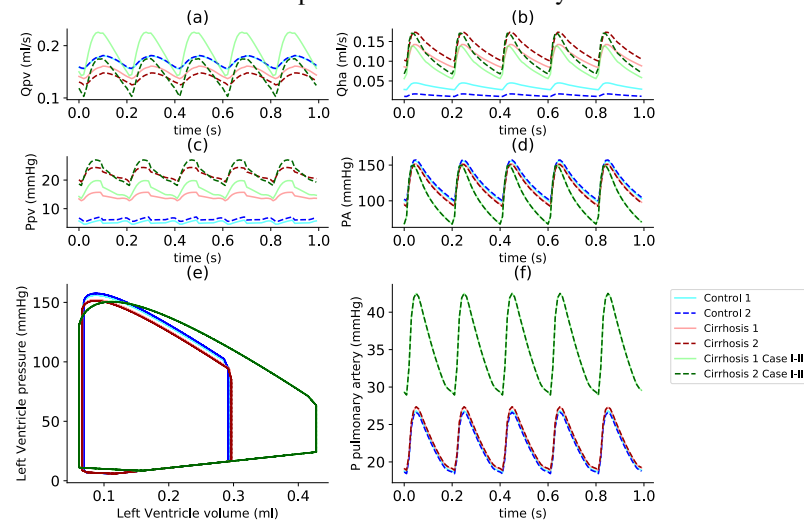 (a)
Qpv (ml/s)
0.2
0.1
0.0 0.2 0.4 0.6 0.8 1.0
time (s)
(b)
Qha (ml/s)
0.15
0.10
0.05
0.0 0.2 0.4 0.6 0.8 1.0
time (s)
(c)
Ppv (mmHg)
20
10
0.0 0.2 0.4 0.6 0.8 1.0
time (s)
(d)
PA (mmHg)
150
100
0.0 0.2 0.4 0.6 0.8 1.0
time (s)
(e)
Left Ventricle pressure (mmHg)
150
100
50
0
0.1 0.2 0.3 0.4
Left Ventricle volume (ml)
(f)
P pulmonary artery (mmHg)
40
35
30
25
20
0.0 0.2 0.4 0.6 0.8 1.0
time (s)
Control 1
Control 2
Cirrhosis 1
Cirrhosis 2
Cirrhosis 1 Case I-II
Cirrhosis 2 Case I-II